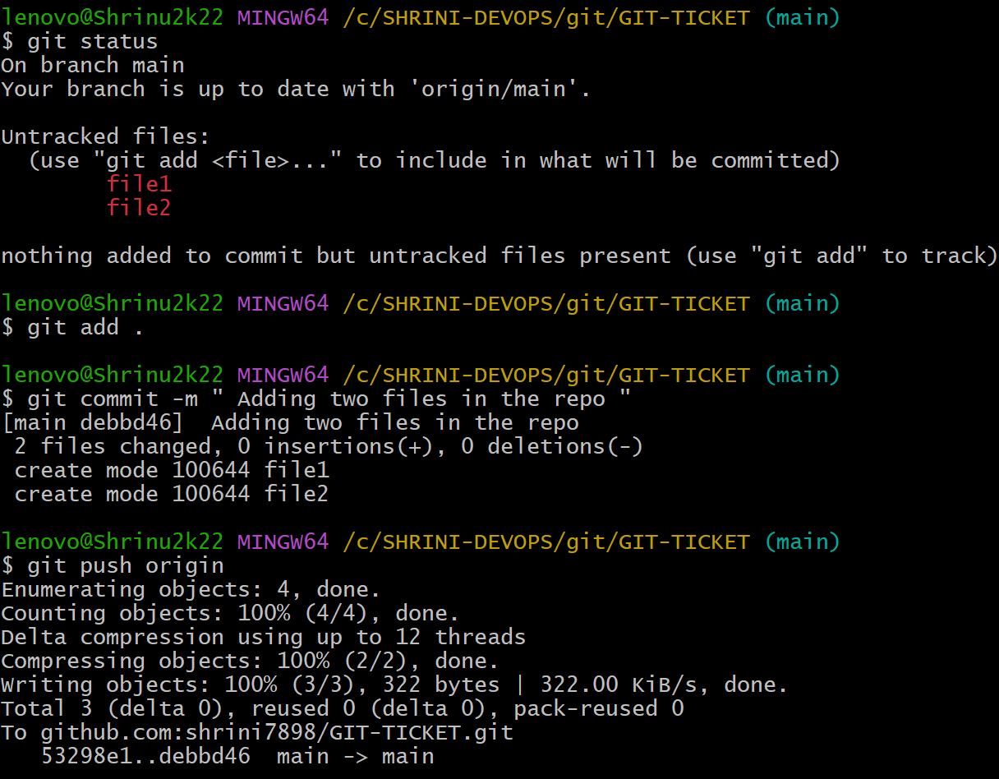 lenovo@Shrinu2k22 MINGW64 /c/SHRINI-DEVOPS/git/GIT-TICKET (main)
$ git status
On branch main
Your branch is up to date with 'origin/main'.

Untracked files:
  (use "git add <file>..." to include in what will be committed)
        file1
        file2

nothing added to commit but untracked files present (use "git add" to track)

lenovo@Shrinu2k22 MINGW64 /c/SHRINI-DEVOPS/git/GIT-TICKET (main)
$ git add .

lenovo@Shrinu2k22 MINGW64 /c/SHRINI-DEVOPS/git/GIT-TICKET (main)
$ git commit -m " Adding two files in the repo "
[main debbd46]  Adding two files in the repo
 2 files changed, 0 insertions(+), 0 deletions(-)
 create mode 100644 file1
 create mode 100644 file2

lenovo@Shrinu2k22 MINGW64 /c/SHRINI-DEVOPS/git/GIT-TICKET (main)
$ git push origin
Enumerating objects: 4, done.
Counting objects: 100% (4/4), done.
Delta compression using up to 12 threads
Compressing objects: 100% (2/2), done.
Writing objects: 100% (3/3), 322 bytes | 322.00 KiB/s, done.
Total 3 (delta 0), reused 0 (delta 0), pack-reused 0
To github.com:shrini7898/GIT-TICKET.git
   53298e1..debbd46  main -> main